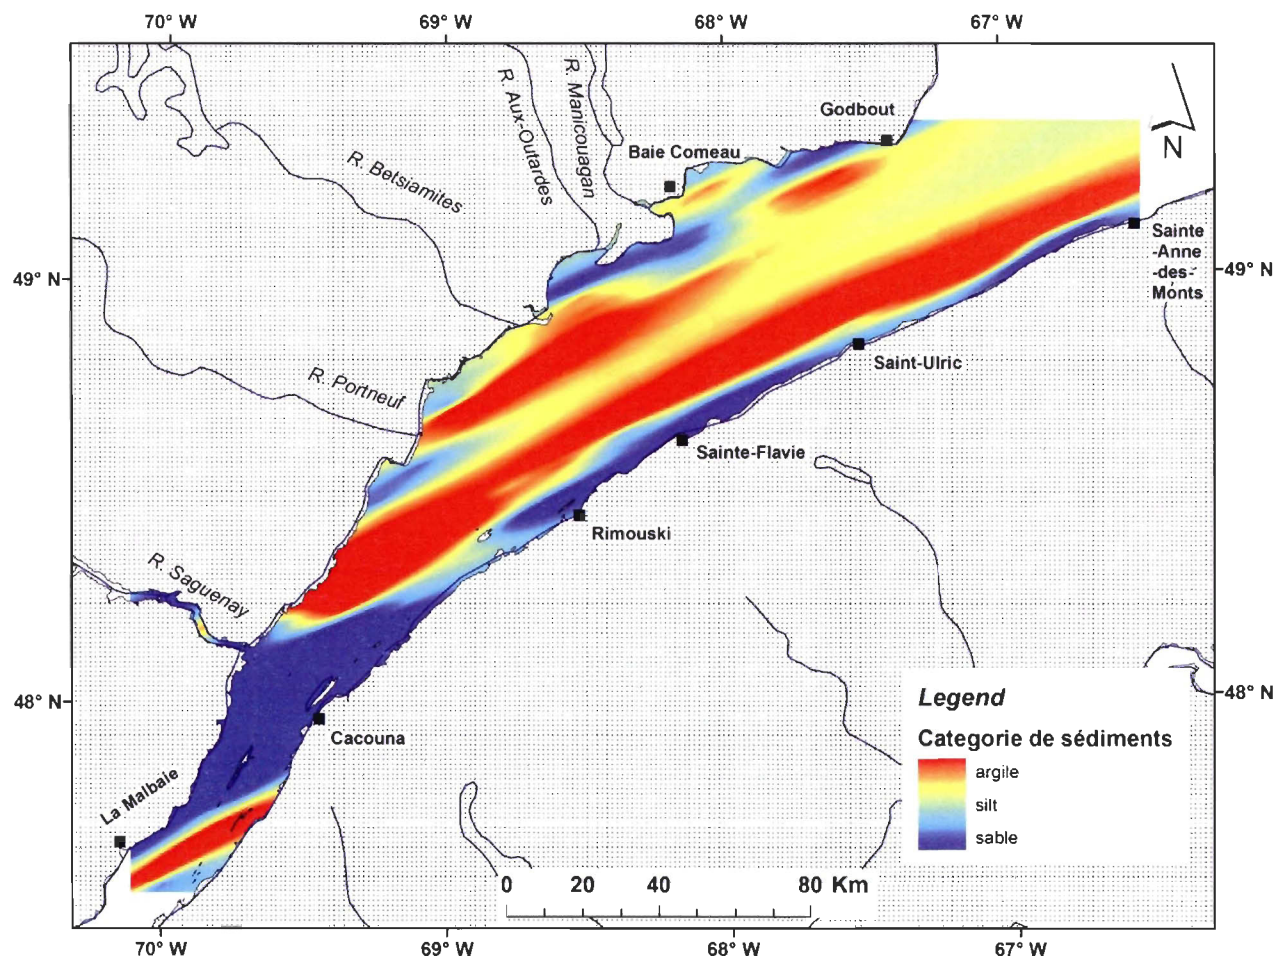 70° W
69° W
68° W
67° W
Godbout
R. Manicouagan
R. Aux-Outardes
Baie Comeau
N
R. Betsiamites
Sainte
-Anne
-des-
Monts
49° N
49° N
Saint-Ulric
R. Portneuf
Sainte-Flavie
Rimouski
R. Saguenay
48° N
48° N
Legend
Cacouna
Categorie de sédiments
argile
La Malbaie
silt
sable
0 20 40 80 Km
70° W
69° W
68° W
67° W